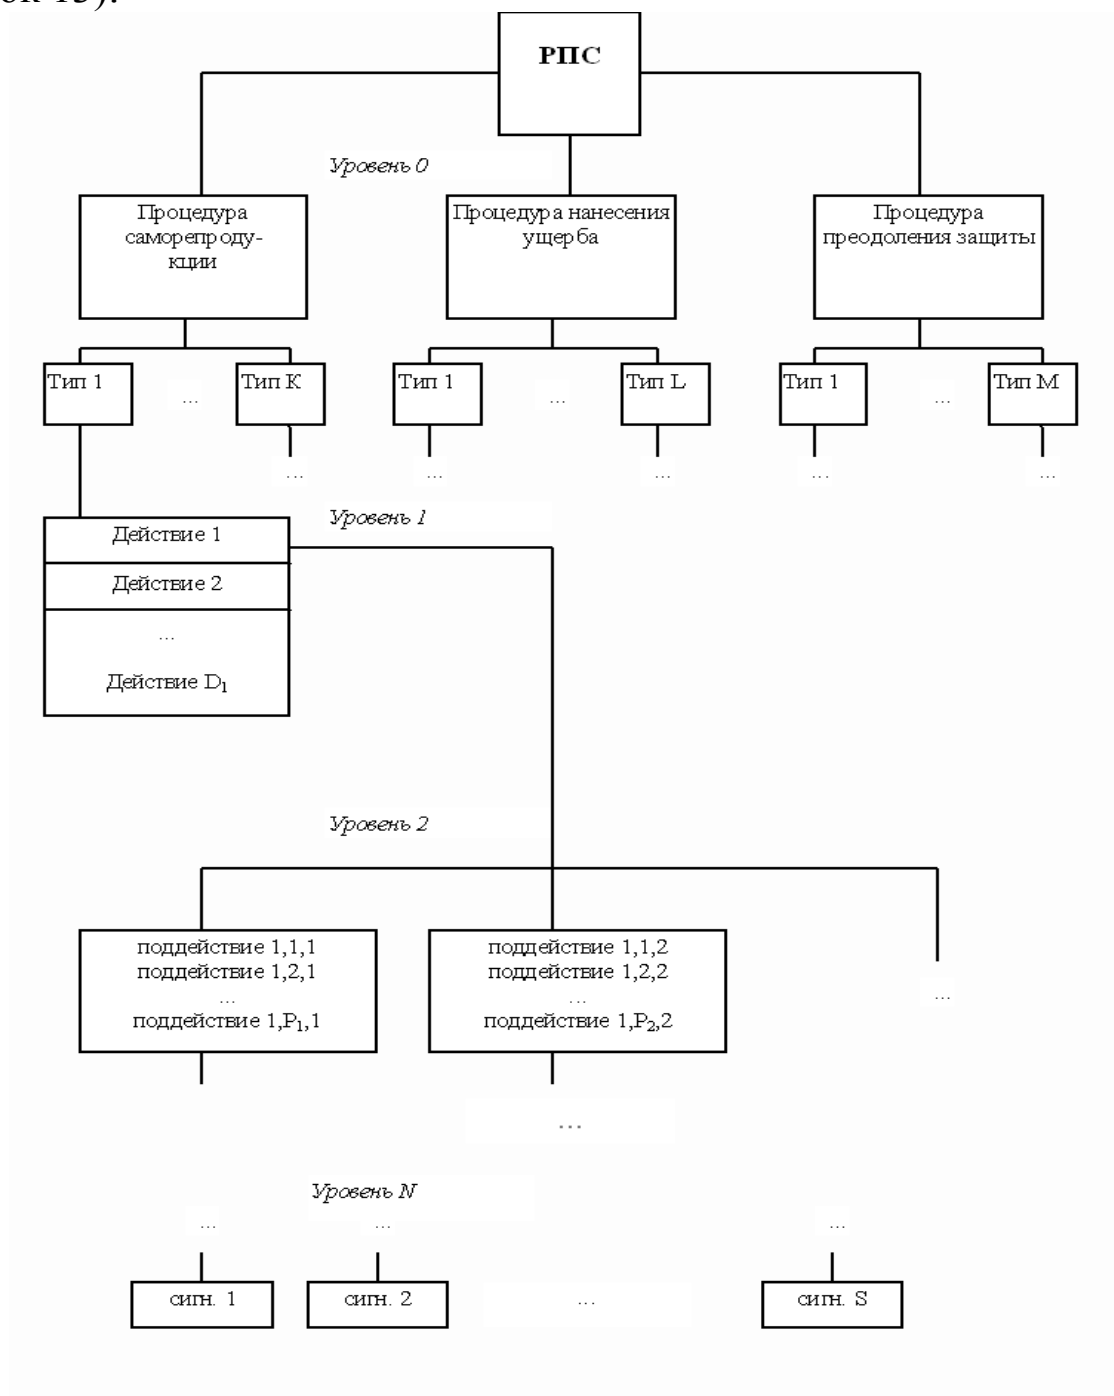 ок 13).
РПС
Уровень 0
Процедура
саморепроду-
кции
Процедура нанесения
ущерба
Процедура
преодоления защиты
Тип 1
...
Тип K
Тип 1
...
Тип L
Тип 1
...
Тип M
...
...
...
...
...
Уровень 1
Действие 1
Действие 2
...
Действие D1
Уровень 2
поддействие 1,1,1
поддействие 1,2,1
...
поддействие 1,P1,1
поддействие 1,1,2
поддействие 1,2,2
...
поддействие 1,P2,2
...
...
Уровень N
...
...
...
сигн. 1
сигн. 2
...
сигн. S